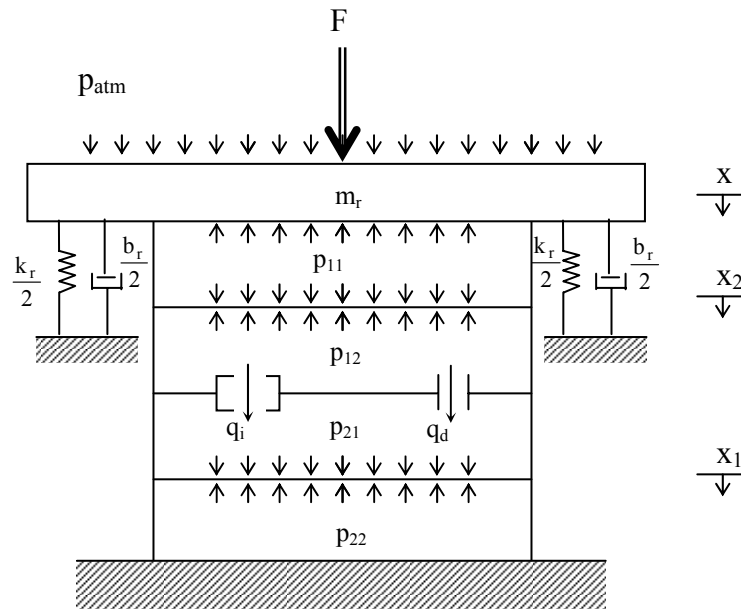 F
p_atm
m_r
x
k_r/2
b_r/2
p_11
k_r/2
b_r/2
x_2
p_12
q_i
p_21
q_d
x_1
p_22